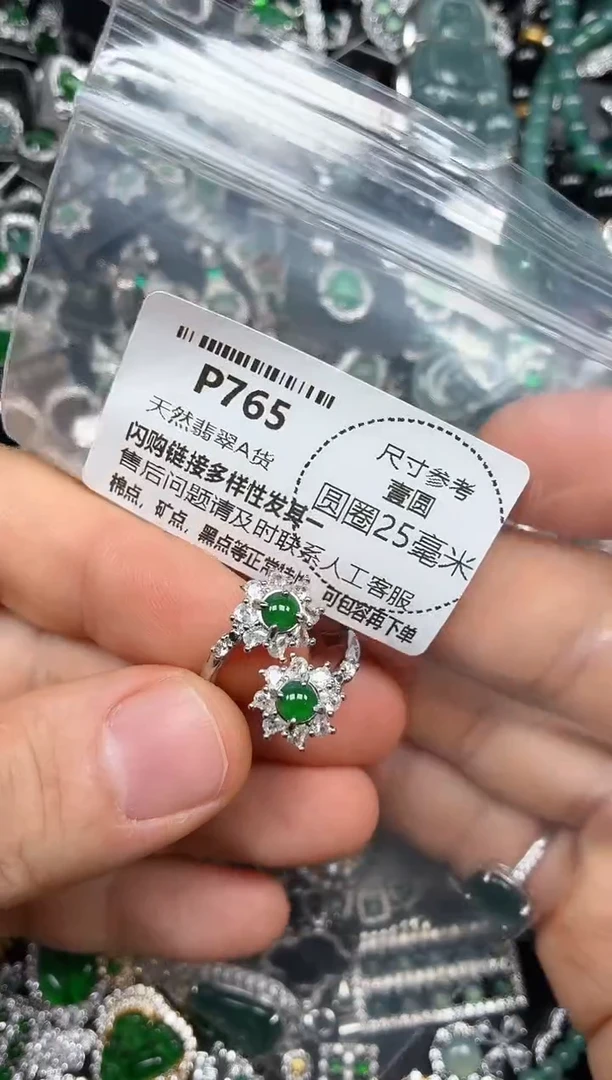 P765
天然翡翠A货
闪购链接多样性发其一
售后问题请及时联系人工客服
棉点，矿点，黑点等正常特性 可包容再下单
尺寸参考
壹圆
圆圈25毫米